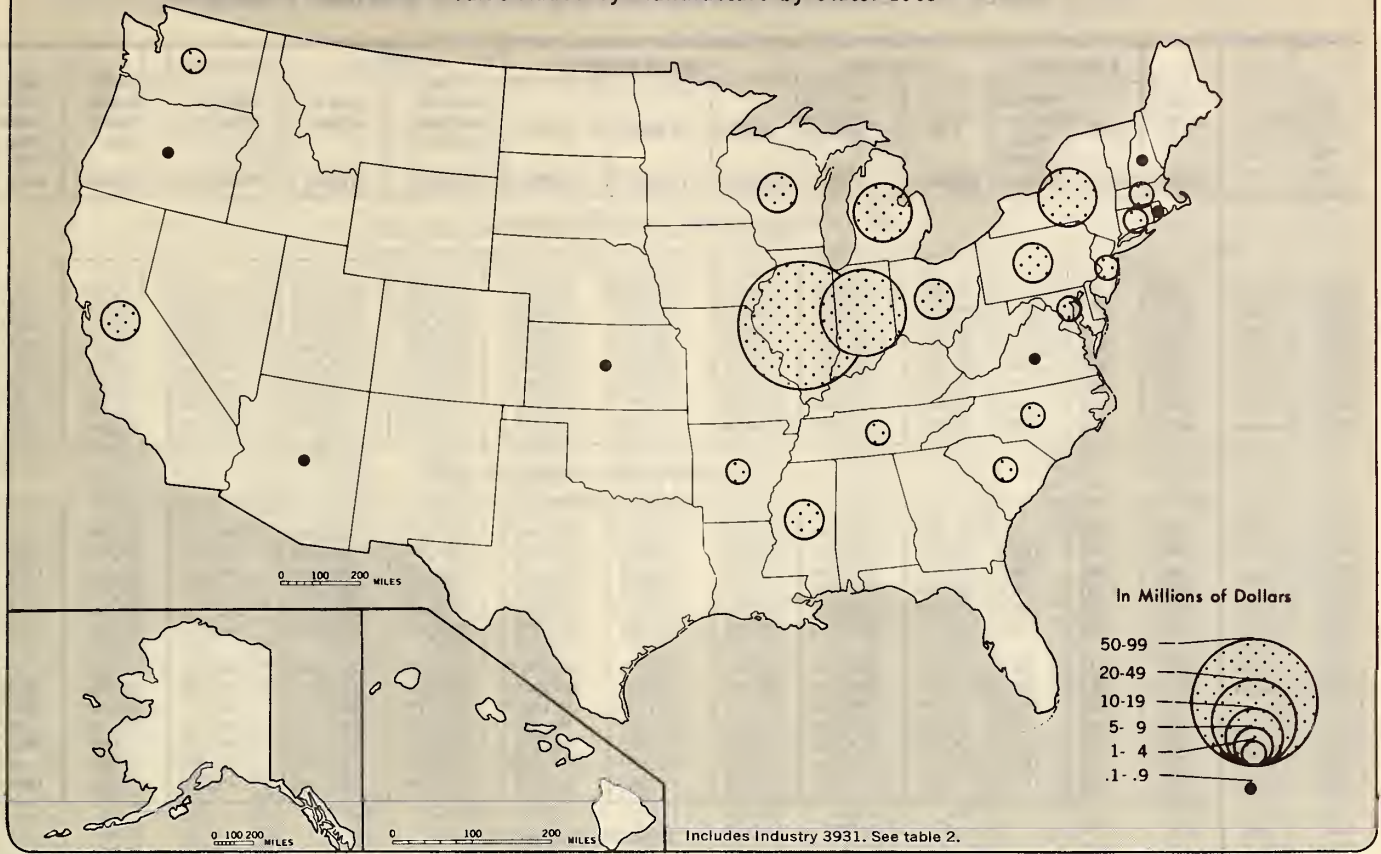 by
0 100 200 MILES
In Millions of Dollars
50-99
20-49
10-19
5- 9
1- 4
.1- .9
0 100 200 MILES
0 100 200 MILES
Includes Industry 3931. See table 2.